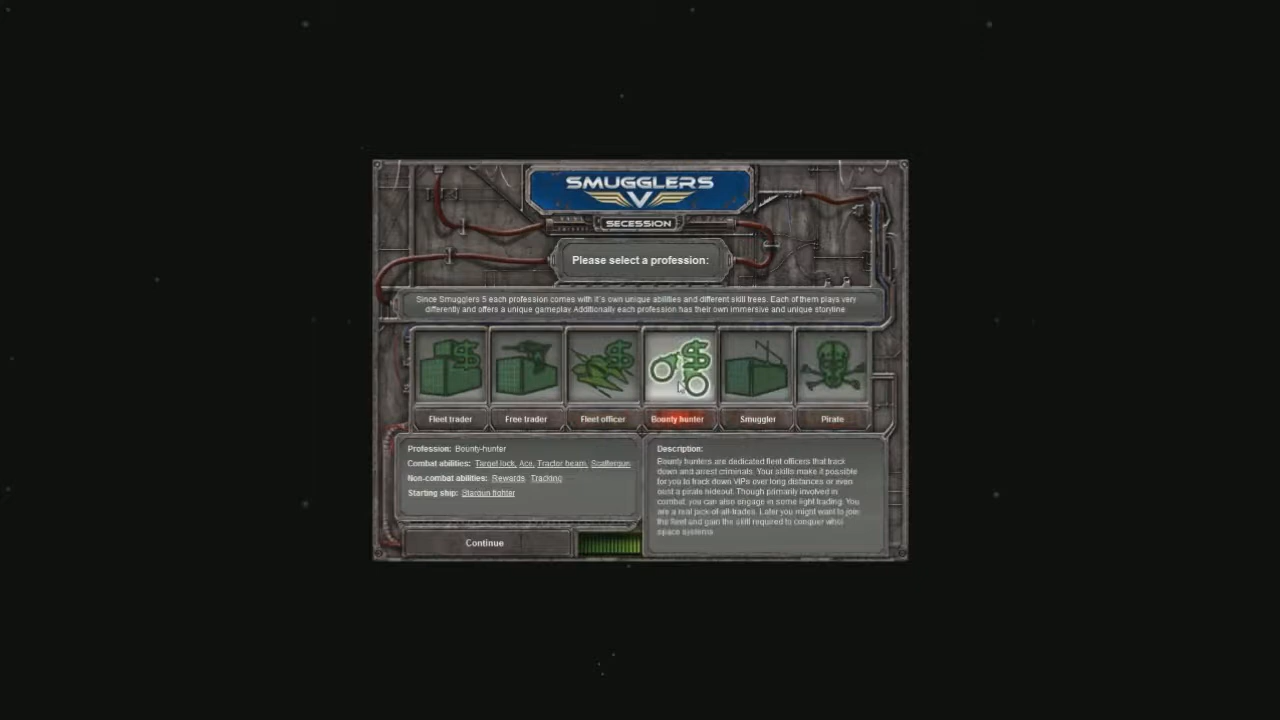 SMUGGLERS
V
SECESSION
Please select a profession:
Since Smugglers 5 each profession comes with it's own unique abilities and different skill trees. Each of them plays very
differently and offers a unique gameplay. Additionally each profession has their own immersive and unique storyline.
Fleet trader
Free trader
Fleet officer
Bounty hunter
Smuggler
Pirate
Profession: Bounty-hunter
Combat abilities: Target lock, Ace, Tractor beam, Scattergun
Non-combat abilities: Rewards Tracking
Starting ship: Stargun fighter
Continue
Description:
Bounty hunters are dedicated fleet officers that track
down and arrest criminals. Your skills make it possible
for you to track down VIPs over long distances or even
bust a pirate hideout. Though primarily involved in
combat, you can also engage in some light trading. You
are a real jack-of-all-trades. Later you might want to join
the fleet and gain the skill required to conquer whol
space systems